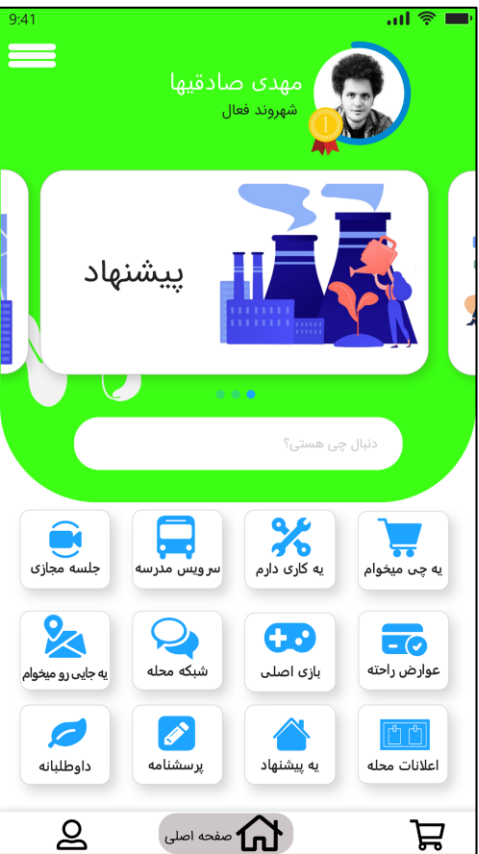 9:41
مهدی صادقیها
شهروند فعال
پیشنهاد
دنبال چی هستی؟
یه چی میخوام
یه کاری دارم
سرویس مدرسه
جلسه مجازی
عوارض راحته
بازی اصلی
شبکه محله
یه جایی رو میخوام
اعلانات محله
یه پیشنهاد
پرسشنامه
داوطلبانه
صفحه اصلی